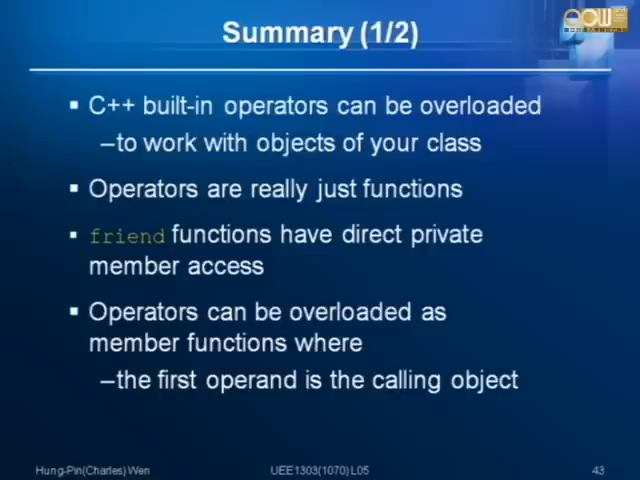 Summary (1/2)
▪ C++ built-in operators can be overloaded
–to work with objects of your class
▪ Operators are really just functions
▪ friend functions have direct private
member access
▪ Operators can be overloaded as
member functions where
–the first operand is the calling object
Hung-Pin(Charles) Wen
UEE1303(1070) L05
43